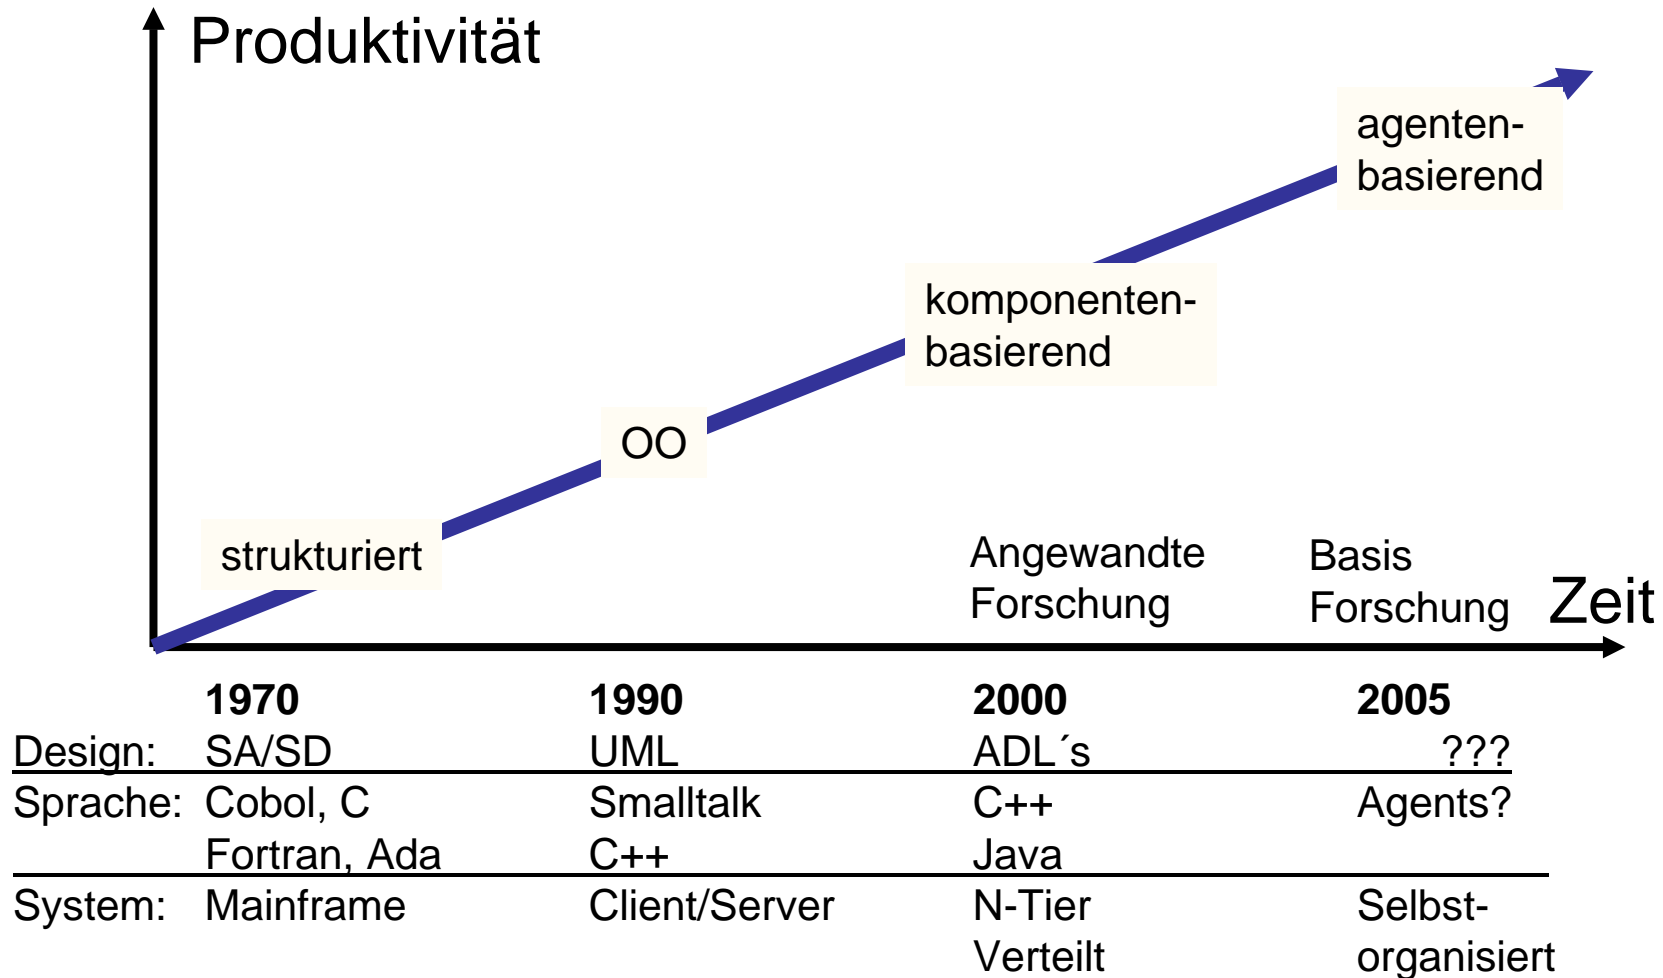 Produktivität
agenten-
basierend
komponenten-
basierend
OO
strukturiert
Angewandte
Forschung
Basis
Forschung
Zeit
1970 1990 2000 2005
Design: SA/SD UML ADL´s ???
Sprache: Cobol, C Smalltalk C++ Agents?
Fortran, Ada C++ Java
System: Mainframe Client/Server N-Tier Selbst-
Verteilt organisiert